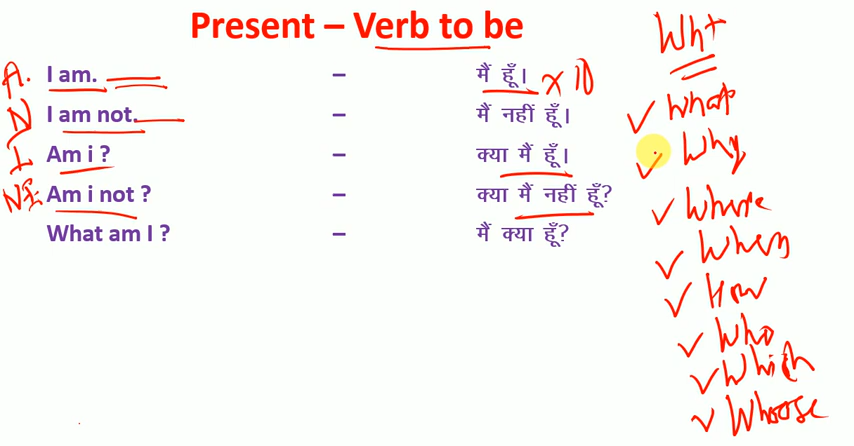 Present – Verb to be
A. I am. – मैं हूँ। × 10
N I am not. – मैं नहीं हूँ।
I Am i ? – क्या मैं हूँ।
NI: Am i not ? – क्या मैं नहीं हूँ?
What am I ? – मैं क्या हूँ?
Wh+
✓ What
✓ Why
✓ Where
✓ When
✓ How
✓ Who
✓ Which
✓ Whoose